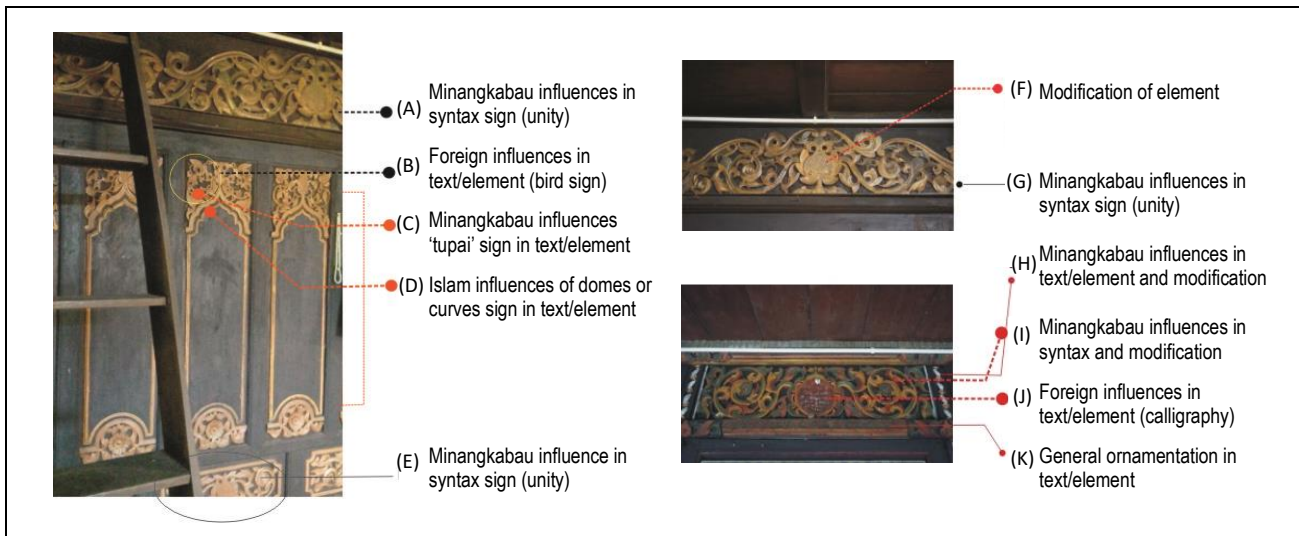 (A) Minangkabau influences in
syntax sign (unity)
(B) Foreign influences in
text/element (bird sign)
(C) Minangkabau influences
‘tupai’ sign in text/element
(D) Islam influences of domes or
curves sign in text/element
(E) Minangkabau influence in
syntax sign (unity)
(F) Modification of element
(G) Minangkabau influences in
syntax sign (unity)
(H) Minangkabau influences in
text/element and modification
(I) Minangkabau influences in
syntax and modification
(J) Foreign influences in
text/element (calligraphy)
(K) General ornamentation in
text/element